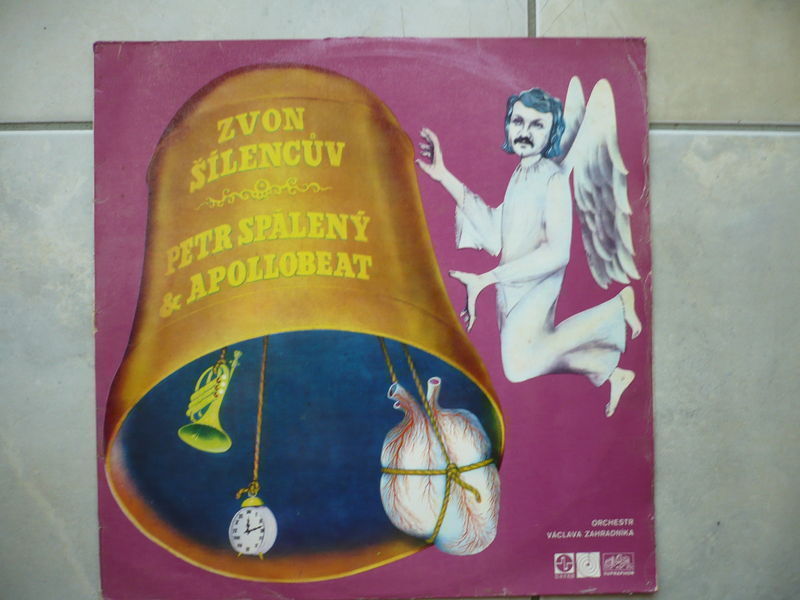 ZVON
ŠÍLENCŮV
PETR SPÁLENÝ
& APOLLOBEAT
ORCHESTR
VÁCLAVA ZAHRADNÍKA
SUPRAPHON